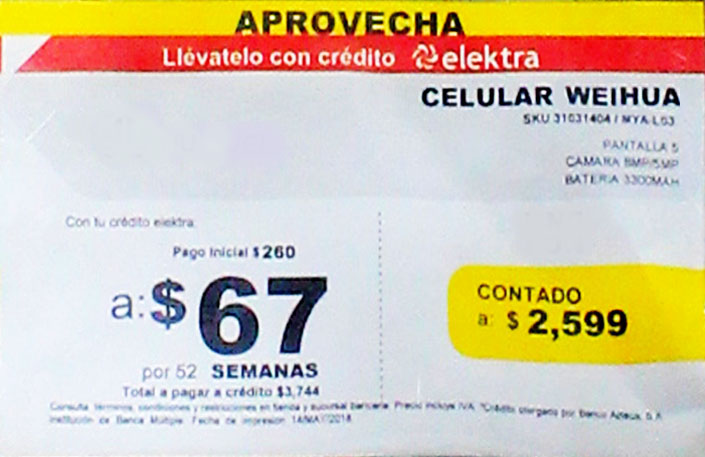 APROVECHA
Llévatelo con crédito elektra
CELULAR WEIHUA
SKU 31031404 / MYA-L03
PANTALLA 5
CAMARA 8MP/5MP
BATERIA 3300MAH
Con tu crédito elektra:
Pago Inicial $260
a: $67
por 52 SEMANAS
Total a pagar a crédito $3,744
CONTADO
a: $2,599
Consulta términos, condiciones y restricciones en tienda y sucursal bancaria. Precio incluye IVA. *Crédito otorgado por Banco Azteca, S.A.
Institución de Banca Múltiple. Fecha de impresión 14/MAY/2018